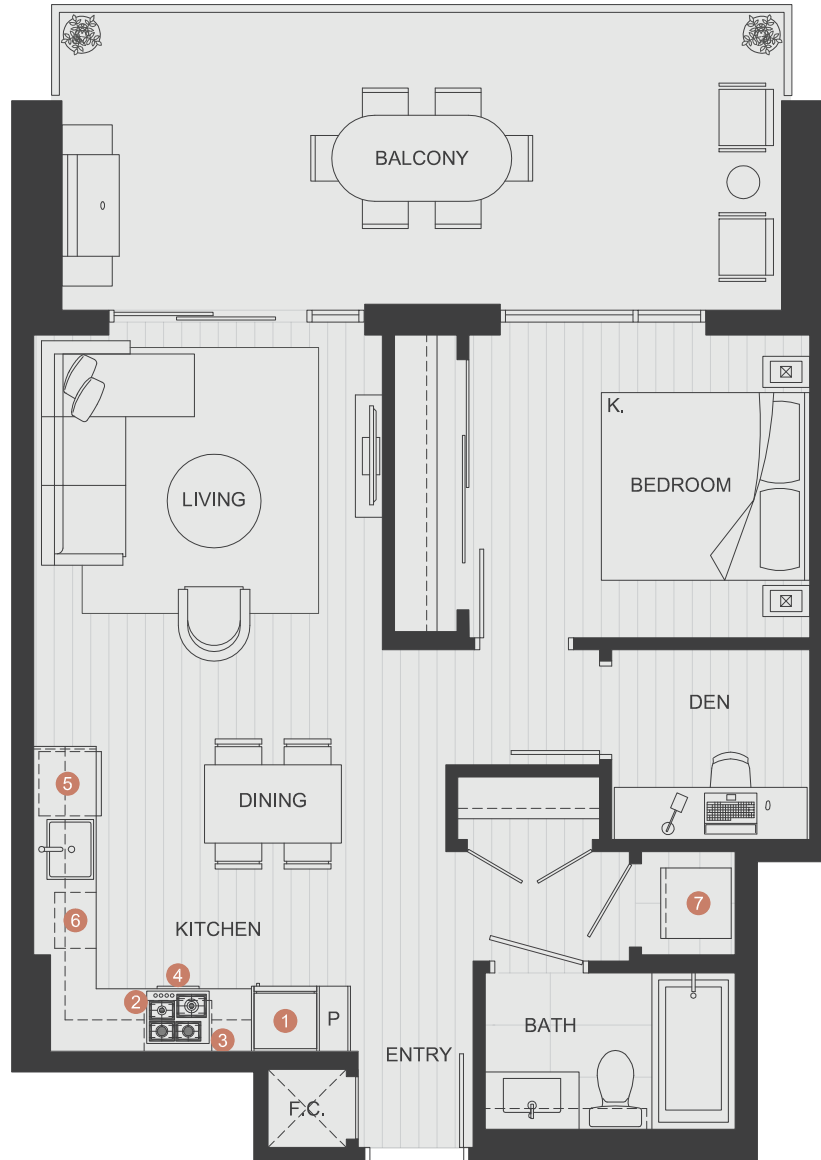 BALCONY
K.
LIVING
BEDROOM
DEN
5
DINING
6
7
KITCHEN
4
2
1
P
3
BATH
ENTRY
F.C.